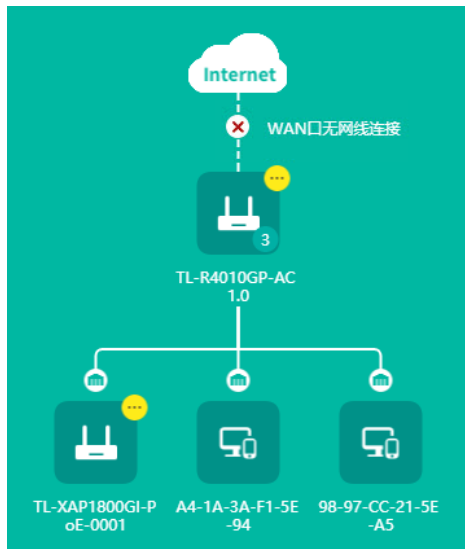 Internet
WAN口无网线连接
3
TL-R4010GP-AC
1.0
TL-XAP1800GI-P
oE-0001
A4-1A-3A-F1-5E
-94
98-97-CC-21-5E
-A5